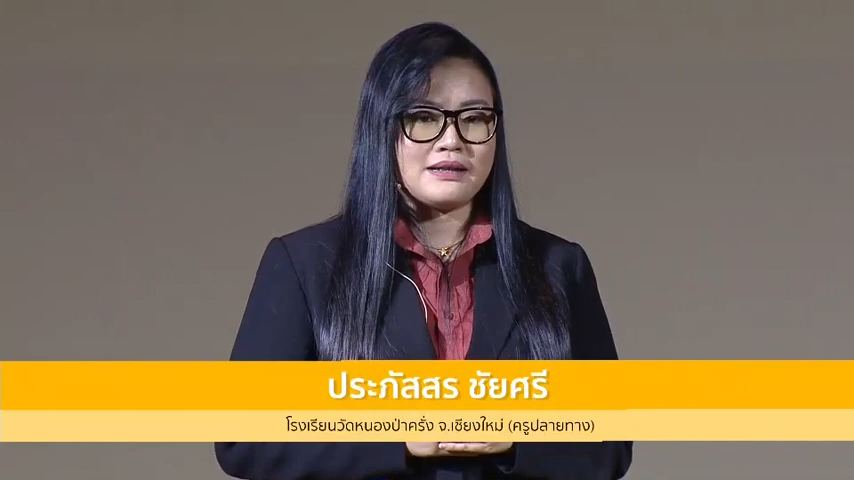 ประภัสสร ชัยศรี
โรงเรียนวัดหนองป่าครั่ง จ.เชียงใหม่ (ครูปลายทาง)